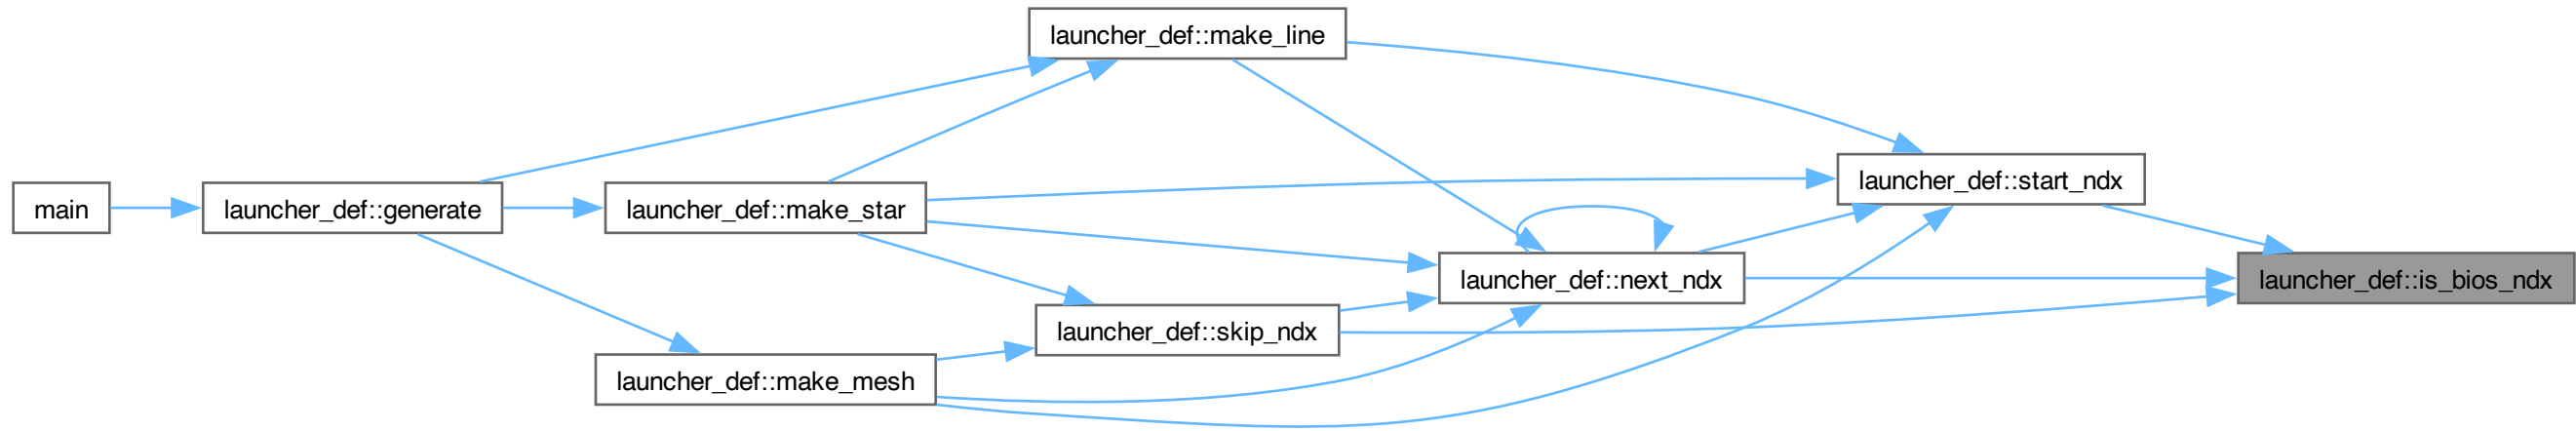 launcher_def::make_line
launcher_def::start_ndx
main
launcher_def::generate
launcher_def::make_star
launcher_def::next_ndx
launcher_def::is_bios_ndx
launcher_def::skip_ndx
launcher_def::make_mesh